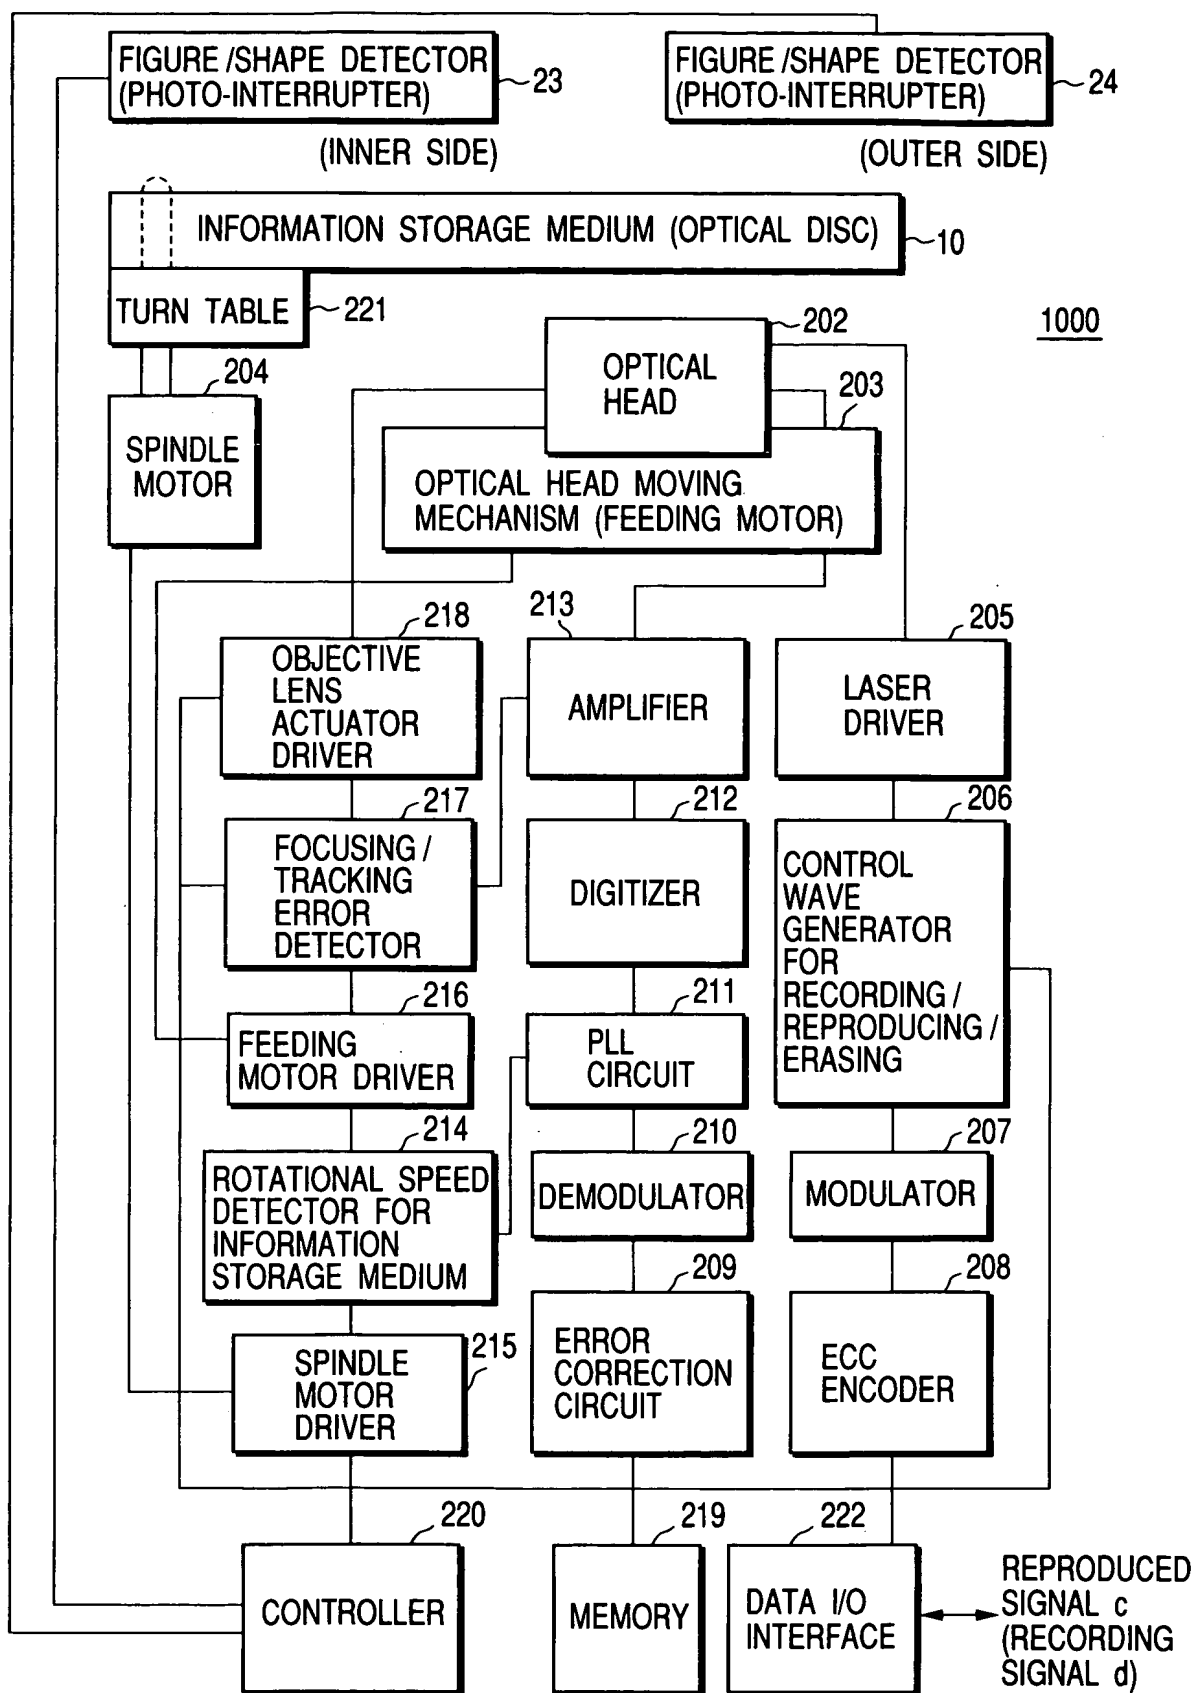 FIGURE/SHAPE DETECTOR
(PHOTO-INTERRUPTER)
23
(INNER SIDE)
FIGURE/SHAPE DETECTOR
(PHOTO-INTERRUPTER)
24
(OUTER SIDE)
INFORMATION STORAGE MEDIUM (OPTICAL DISC)
10
TURN TABLE
221
1000
204
SPINDLE
MOTOR
202
OPTICAL
HEAD
203
OPTICAL HEAD MOVING
MECHANISM (FEEDING MOTOR)
218
OBJECTIVE
LENS
ACTUATOR
DRIVER
213
AMPLIFIER
205
LASER
DRIVER
217
FOCUSING/
TRACKING
ERROR
DETECTOR
212
DIGITIZER
206
CONTROL
WAVE
GENERATOR
FOR
RECORDING/
REPRODUCING/
ERASING
216
FEEDING
MOTOR DRIVER
211
PLL
CIRCUIT
214
ROTATIONAL SPEED
DETECTOR FOR
INFORMATION
STORAGE MEDIUM
210
DEMODULATOR
207
MODULATOR
215
SPINDLE
MOTOR
DRIVER
209
ERROR
CORRECTION
CIRCUIT
208
ECC
ENCODER
220
CONTROLLER
219
MEMORY
222
DATA I/O
INTERFACE
REPRODUCED
SIGNAL c
(RECORDING
SIGNAL d)